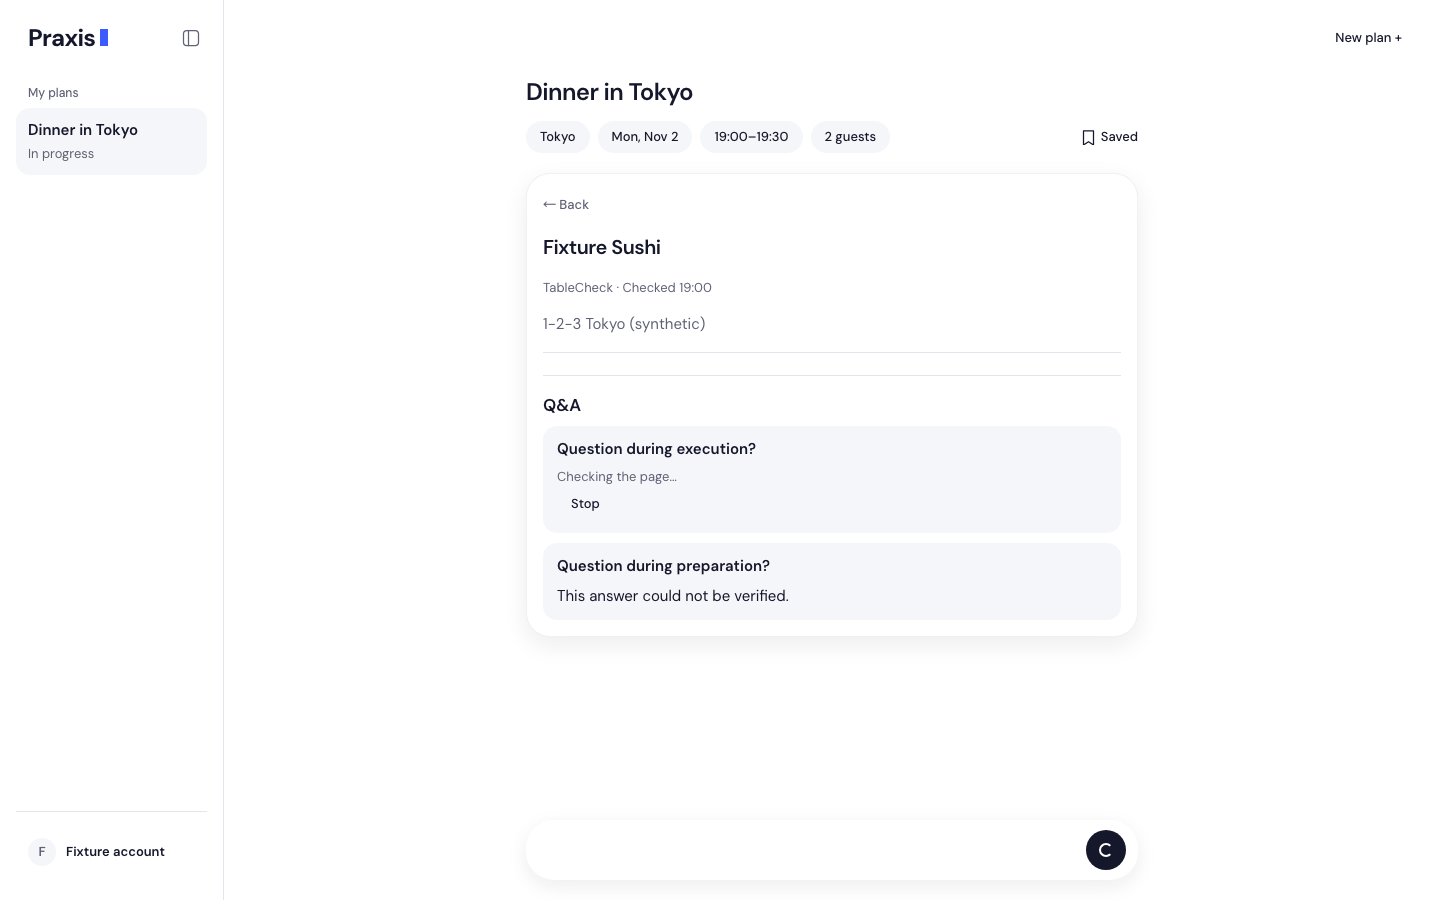 Praxis
New plan +
My plans
Dinner in Tokyo
In progress
Dinner in Tokyo
Tokyo
Mon, Nov 2
19:00–19:30
2 guests
Saved
← Back
Fixture Sushi
TableCheck · Checked 19:00
1-2-3 Tokyo (synthetic)
Q&A
Question during execution?
Checking the page…
Stop
Question during preparation?
This answer could not be verified.
F
Fixture account